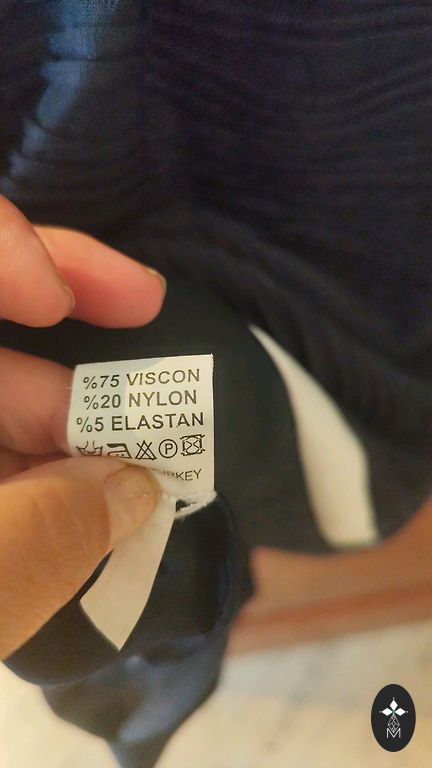 %75 VISCON
%20 NYLON
%5 ELASTAN
P
M